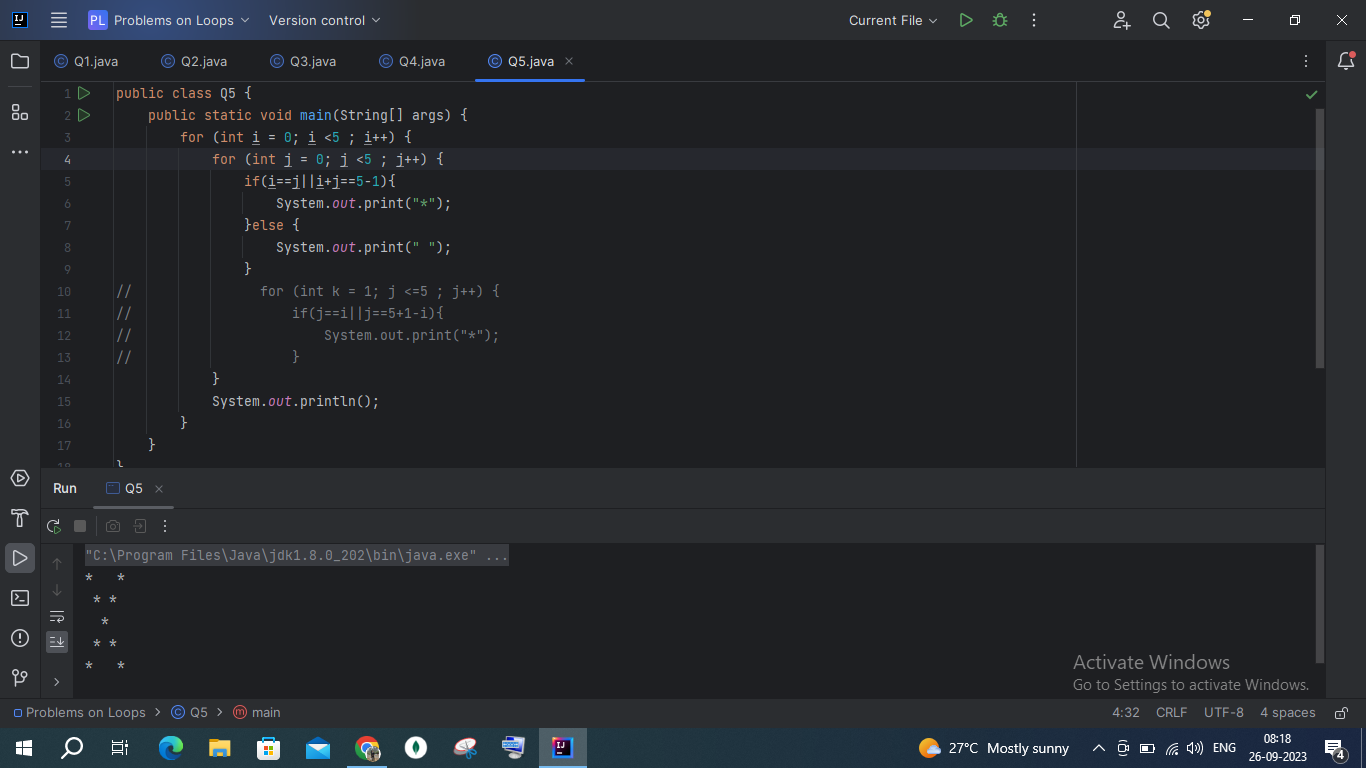 PL Problems on Loops Version control Current File
Q1.java Q2.java Q3.java Q4.java Q5.java
1 public class Q5 {
2 public static void main(String[] args) {
3 for (int i = 0; i <5 ; i++) {
4 for (int j = 0; j <5 ; j++) {
5 if(i==j||i+j==5-1){
6 System.out.print("*");
7 }else {
8 System.out.print(" ");
9 }
10 // for (int k = 1; j <=5 ; j++) {
11 // if(j==i||j==5+1-i){
12 // System.out.print("*");
13 // }
14 }
15 System.out.println();
16 }
17 }
18 }
Run Q5
"C:\Program Files\Java\jdk1.8.0_202\bin\java.exe" ...
*   *
 * *
  *
 * *
*   *
Activate Windows
Go to Settings to activate Windows.
Problems on Loops > Q5 > main 4:32 CRLF UTF-8 4 spaces
27°C Mostly sunny ENG 08:18
26-09-2023 4